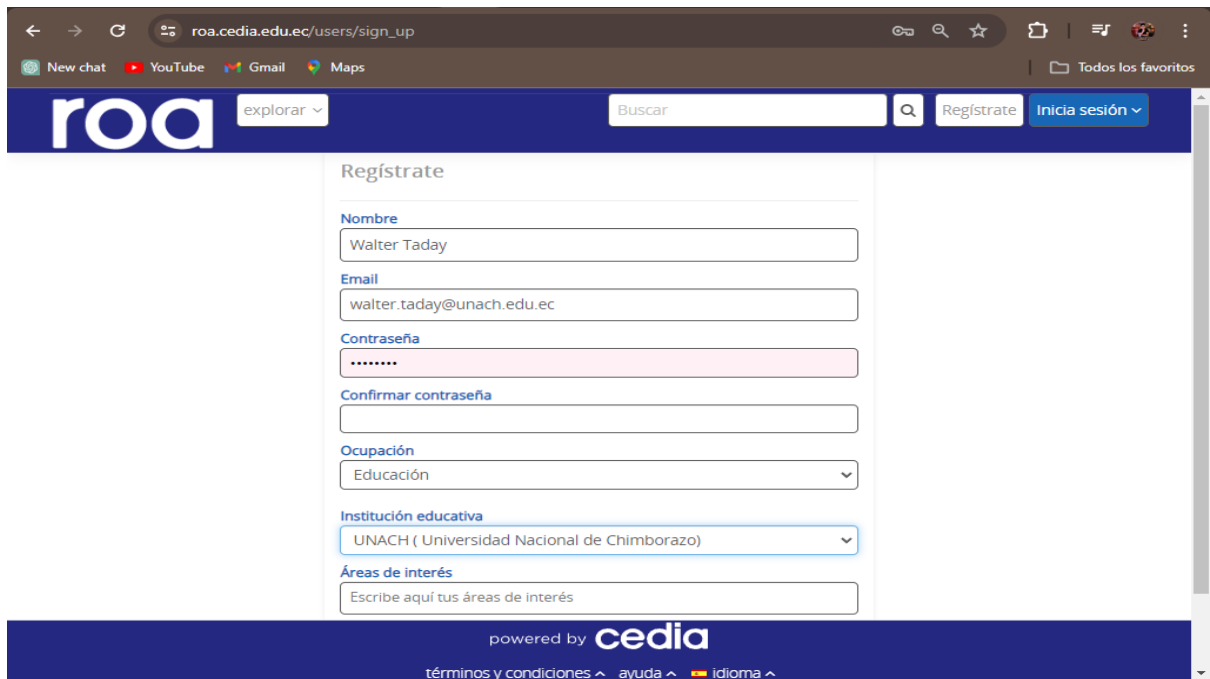 roa.cedia.edu.ec/users/sign_up
New chat YouTube Gmail Maps Todos los favoritos
roa explorar Buscar Regístrate Inicia sesión
Regístrate
Nombre
Walter Taday
Email
walter.taday@unach.edu.ec
Contraseña
••••••••
Confirmar contraseña
Ocupación
Educación
Institución educativa
UNACH ( Universidad Nacional de Chimborazo)
Áreas de interés
Escribe aquí tus áreas de interés
powered by cedia
términos y condiciones ayuda idioma